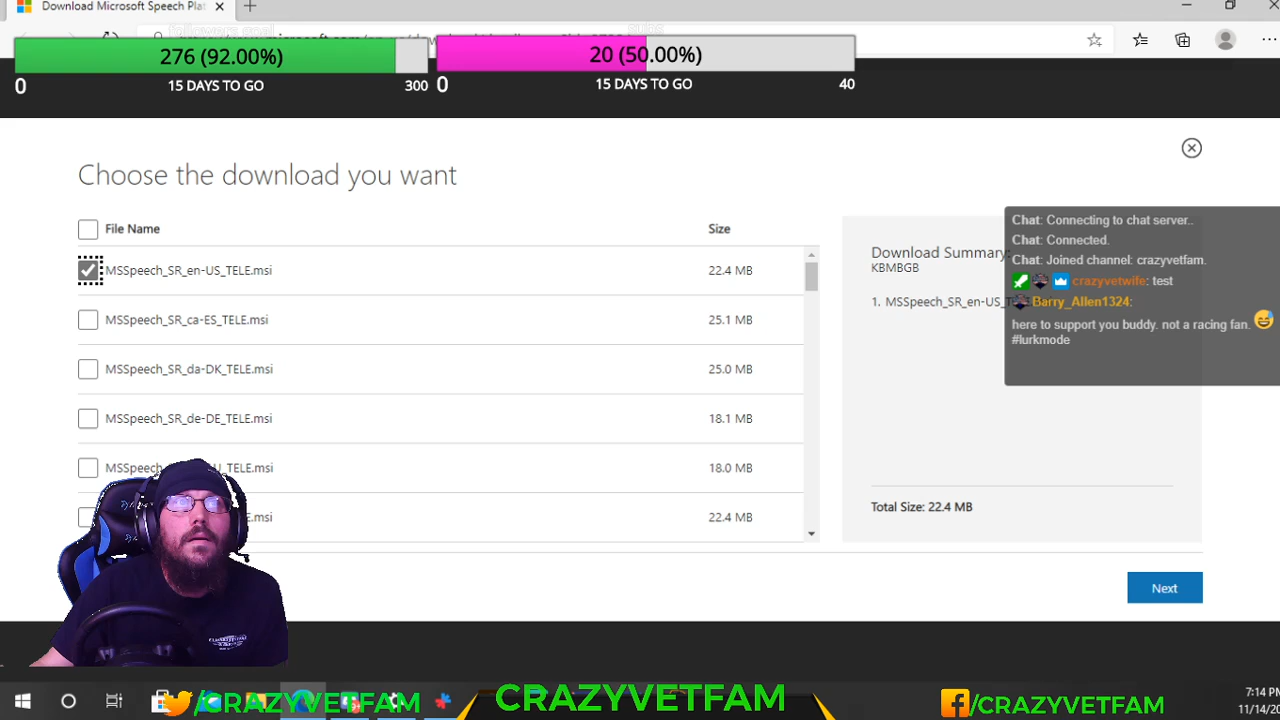 Download Microsoft Speech Plat
followers goal
subs
276 (92.00%)
0
15 DAYS TO GO
300
20 (50.00%)
0
15 DAYS TO GO
40
Choose the download you want
File Name
Size
MSSpeech_SR_en-US_TELE.msi
22.4 MB
MSSpeech_SR_ca-ES_TELE.msi
25.1 MB
MSSpeech_SR_da-DK_TELE.msi
25.0 MB
MSSpeech_SR_de-DE_TELE.msi
18.1 MB
18.0 MB
22.4 MB
Download Summary:
KBMBGB
1. MSSpeech_SR_en-US_T
Total Size: 22.4 MB
Next
Chat: Connecting to chat server..
Chat: Connected.
Chat: Joined channel: crazyvetfam.
crazyvetwife: test
Barry_Allen1324:
here to support you buddy. not a racing fan.
#lurkmode
/CRAZYVETFAM
CRAZYVETFAM
/CRAZYVETFAM
7:14 PM
11/14/20